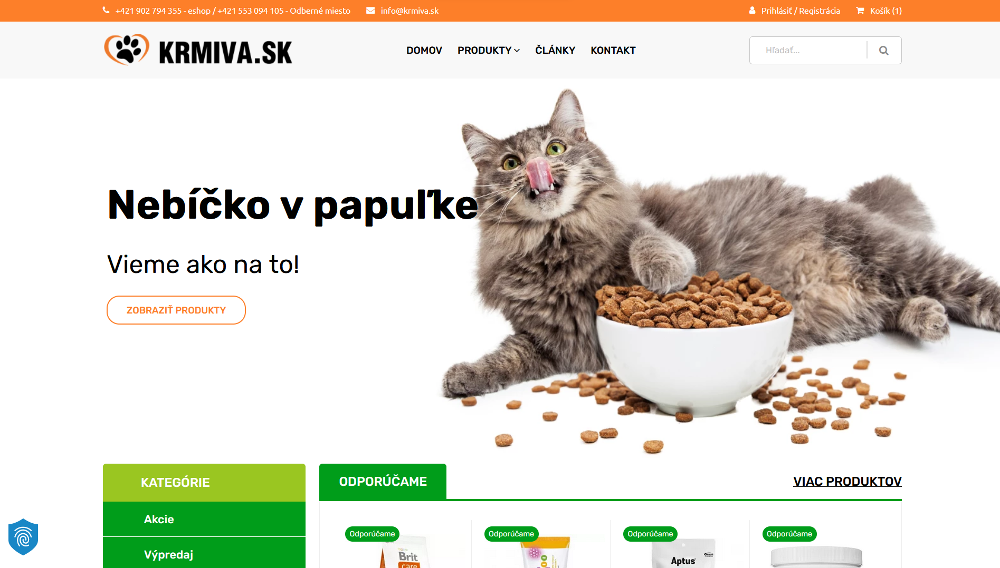 +421 902 794 355 - eshop / +421 553 094 105 - Odberné miesto
info@krmiva.sk
Prihlásiť / Registrácia
Košík (1)
KRMIVA.SK
DOMOV
PRODUKTY
ČLÁNKY
KONTAKT
Hľadať...
Nebíčko v papuľke
Vieme ako na to!
ZOBRAZIŤ PRODUKTY
KATEGÓRIE
Akcie
Výpredaj
ODPORÚČAME
VIAC PRODUKTOV
Odporúčame
Odporúčame
Odporúčame
Odporúčame
Brit
care
Aptus